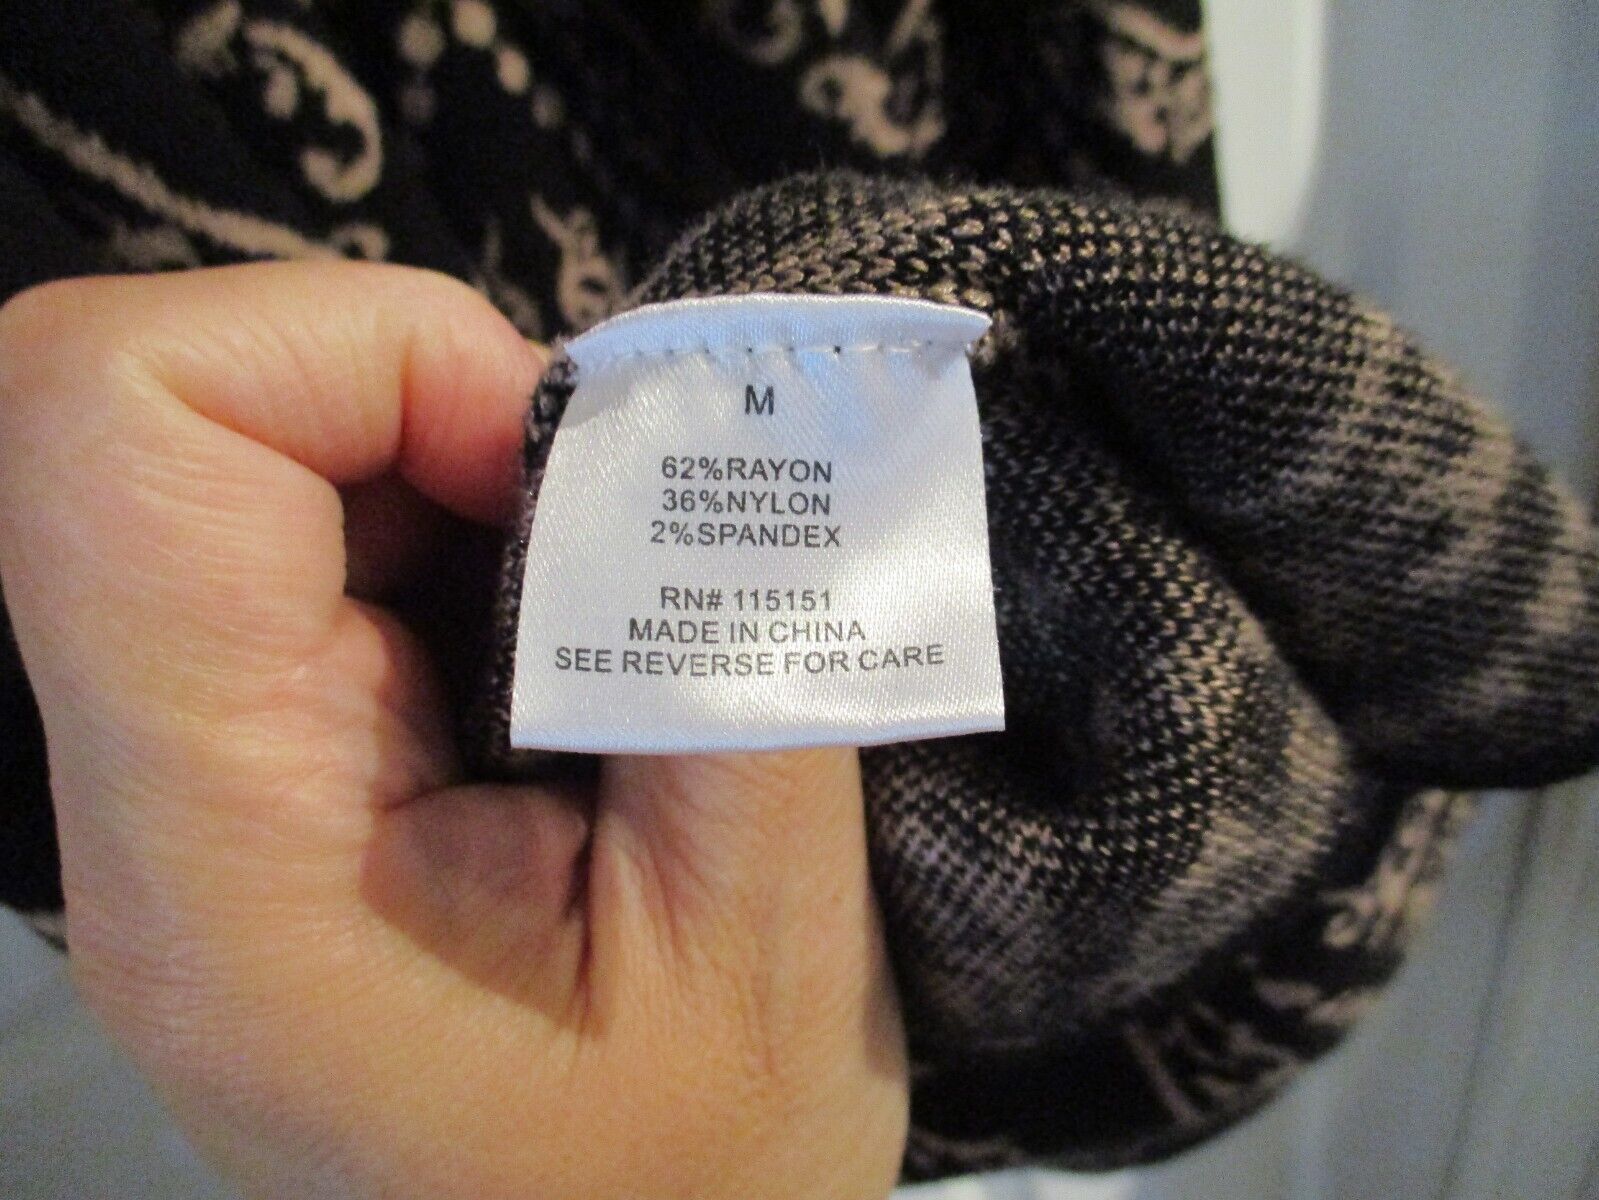 M
62%RAYON
36%NYLON
2%SPANDEX
RN# 115151
MADE IN CHINA
SEE REVERSE FOR CARE